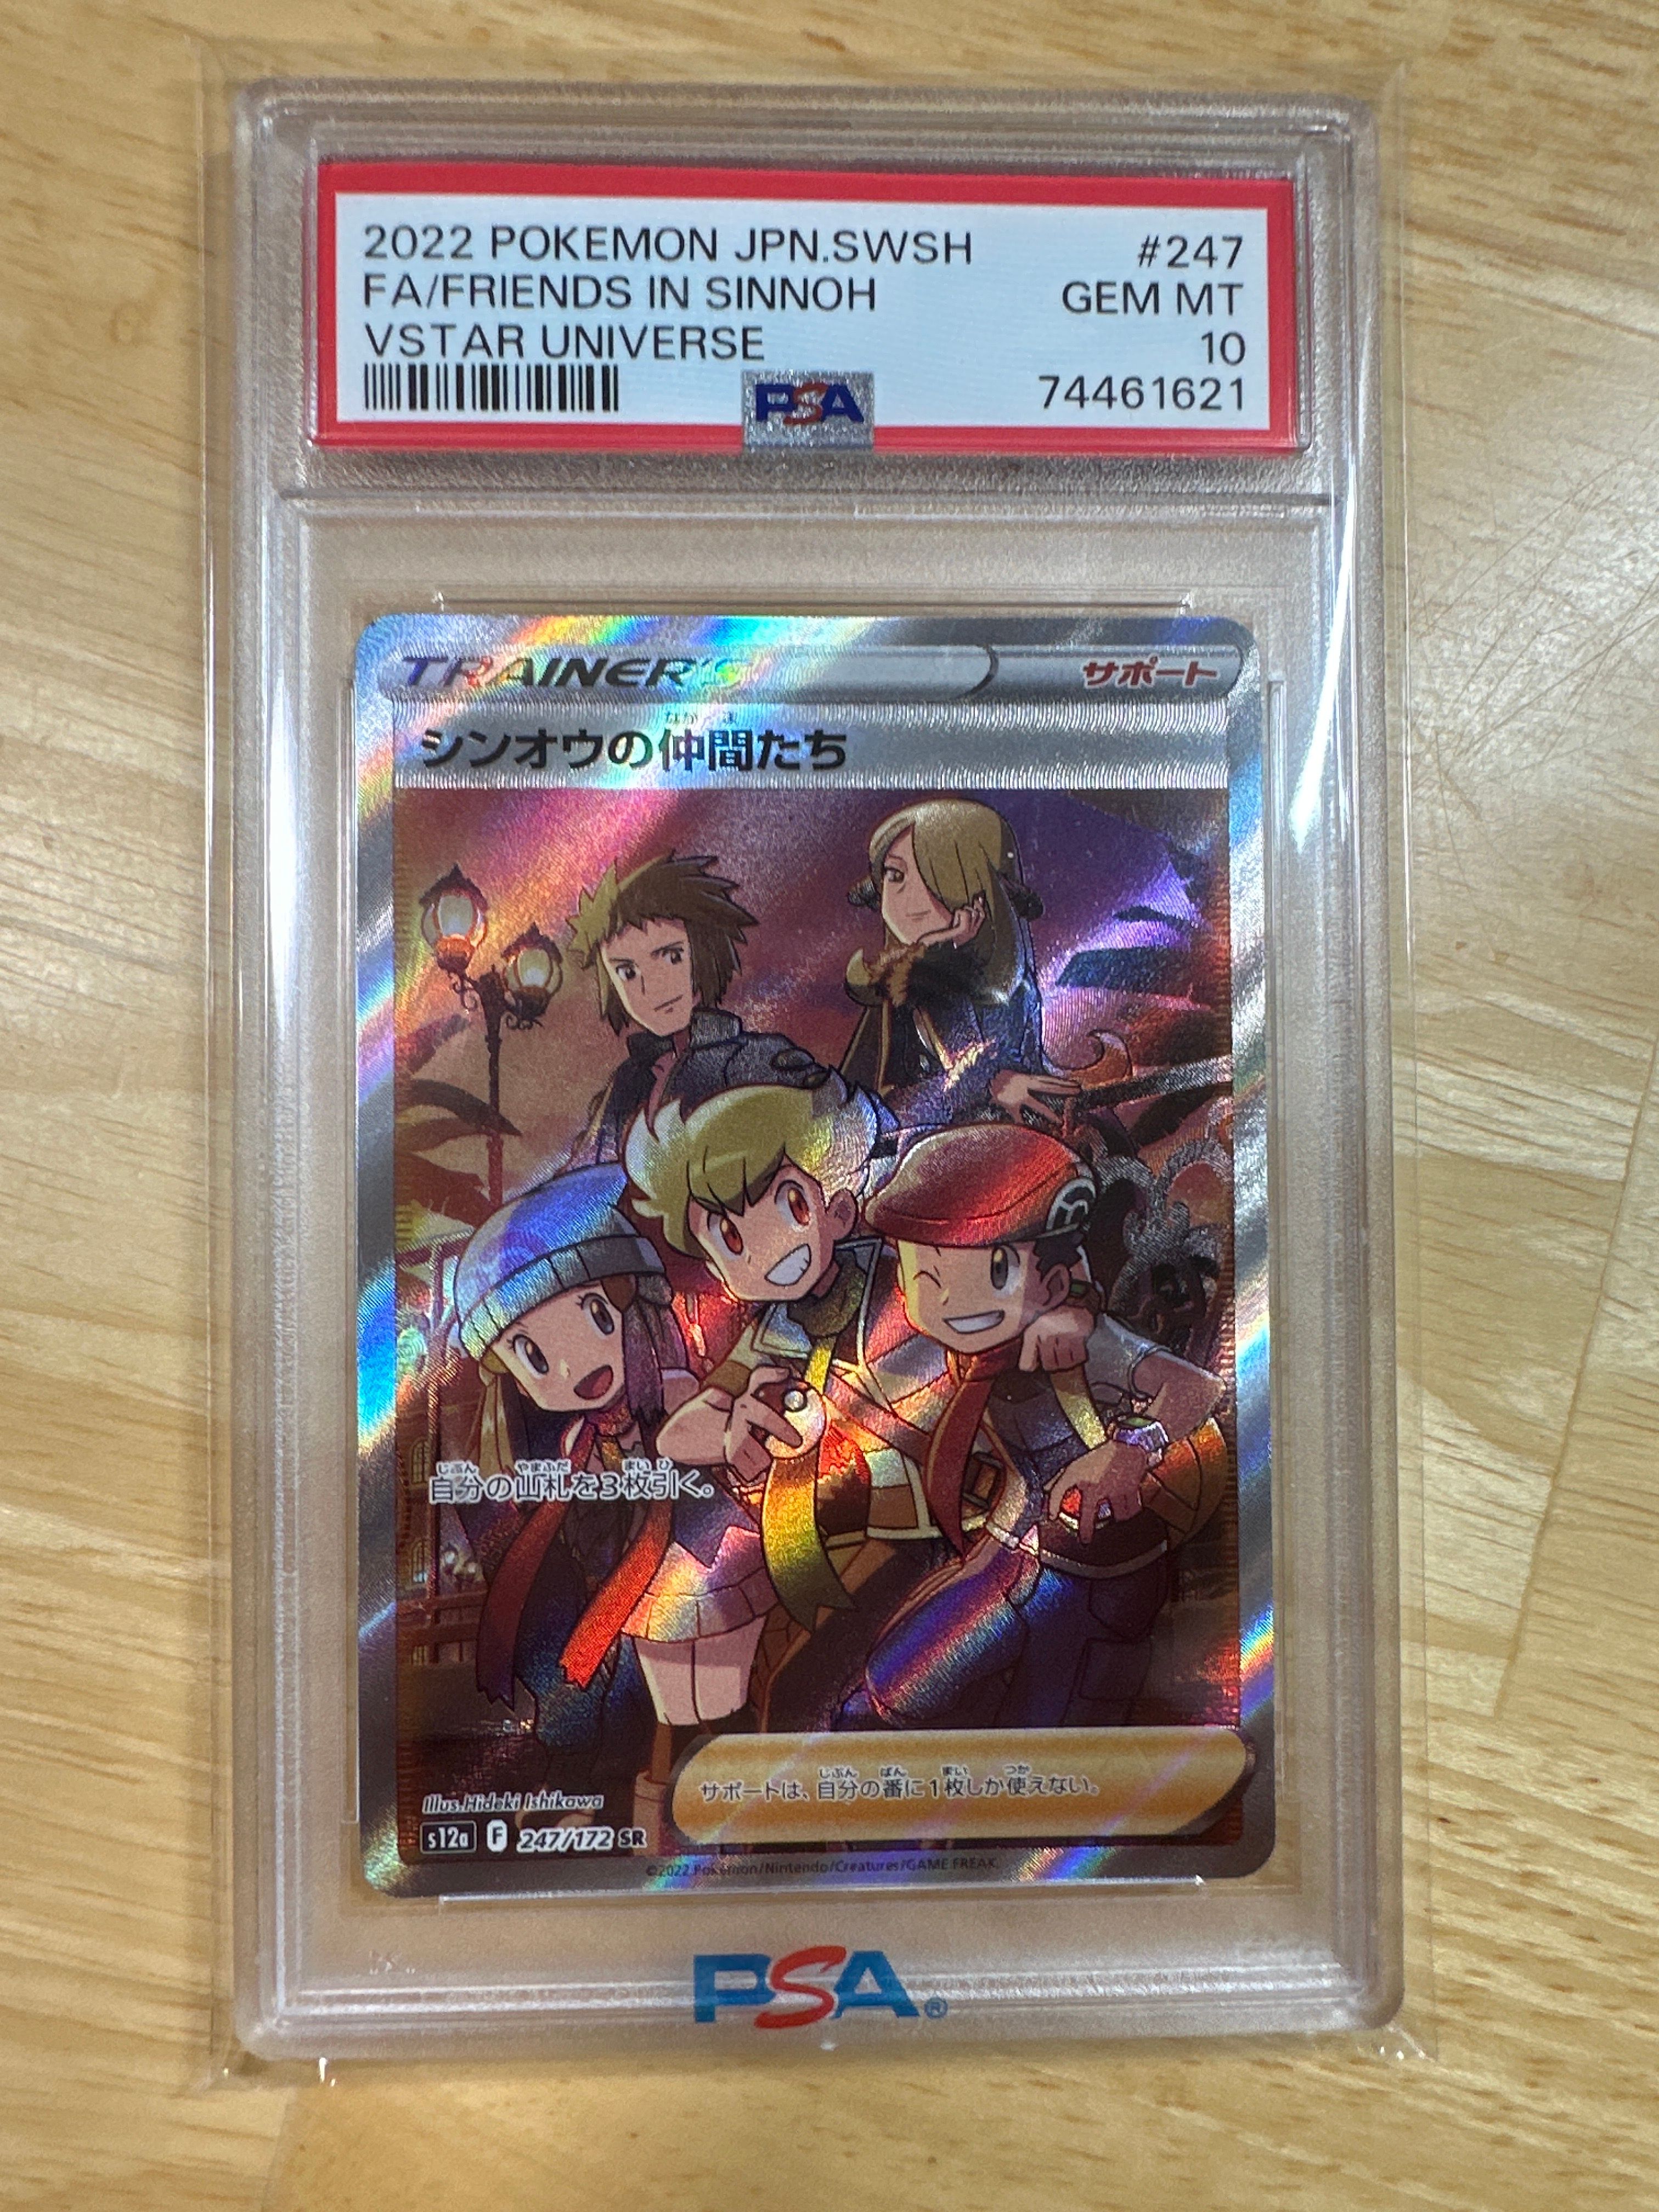 2022 POKEMON JPN.SWSH #247
FA/FRIENDS IN SINNOH GEM MT
VSTAR UNIVERSE 10
PSA 74461621
TRAINER'S サポート
なかま
シンオウの仲間たち
じぶん やまふだ まい ひ
自分の山札を3枚引く。
じぶん ばん まい つか
サポートは、自分の番に1枚しか使えない。
Illus.Hideki Ishikawa
s12a F 247/172 SR
©2022 Pokémon/Nintendo/Creatures/GAME FREAK.
PSA®